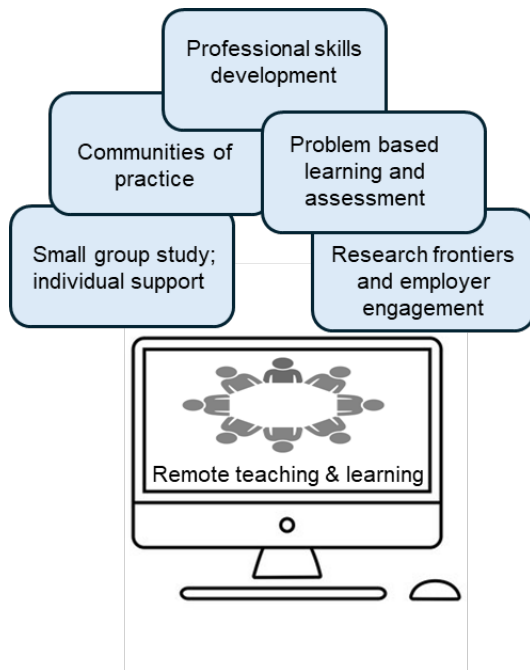 Professional skills
development
Communities of
practice
Problem based
learning and
assessment
Small group study;
individual support
Research frontiers
and employer
engagement
Remote teaching & learning